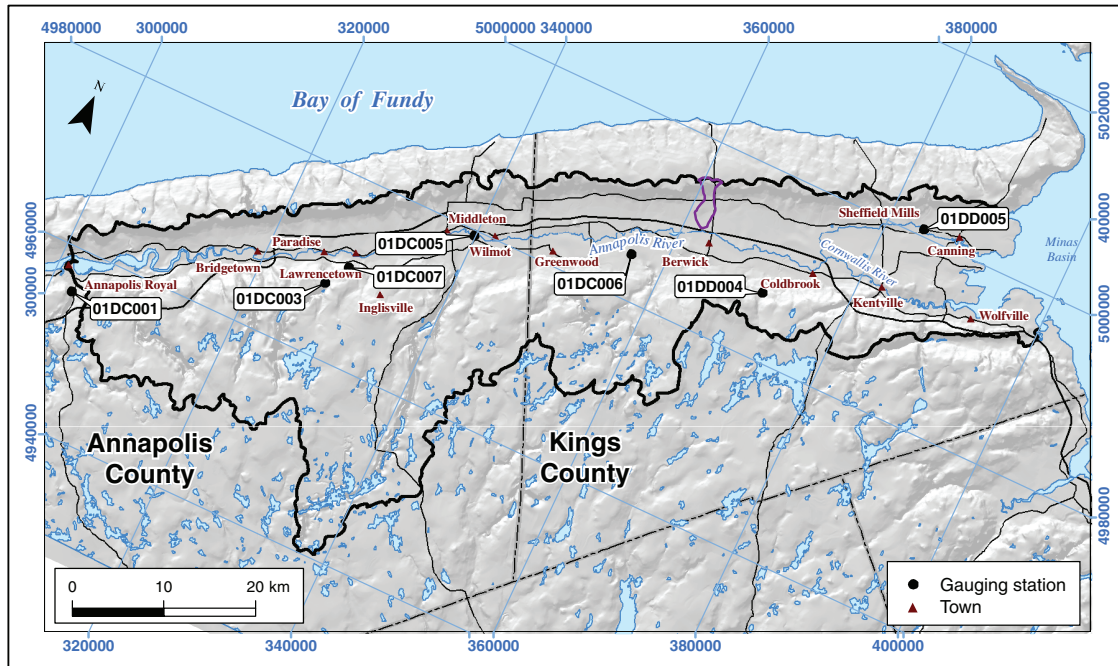 4980000 300000 320000 5000000 340000 360000 380000
N
Bay of Fundy
5020000
4960000
300000
4940000
400000
5000000
4980000
Sheffield Mills
01DD005
Middleton
Minas
Basin
Paradise
01DC005
Annapolis River
Canning
Bridgetown
Wilmot
Greenwood
Berwick
Cornwallis River
Lawrencetown
01DC007
01DC006
01DD004
Coldbrook
Annapolis Royal
01DC003
Kentville
01DC001
Inglisville
Wolfville
Annapolis
County
Kings
County
0 10 20 km
Gauging station
Town
320000 340000 360000 380000 400000